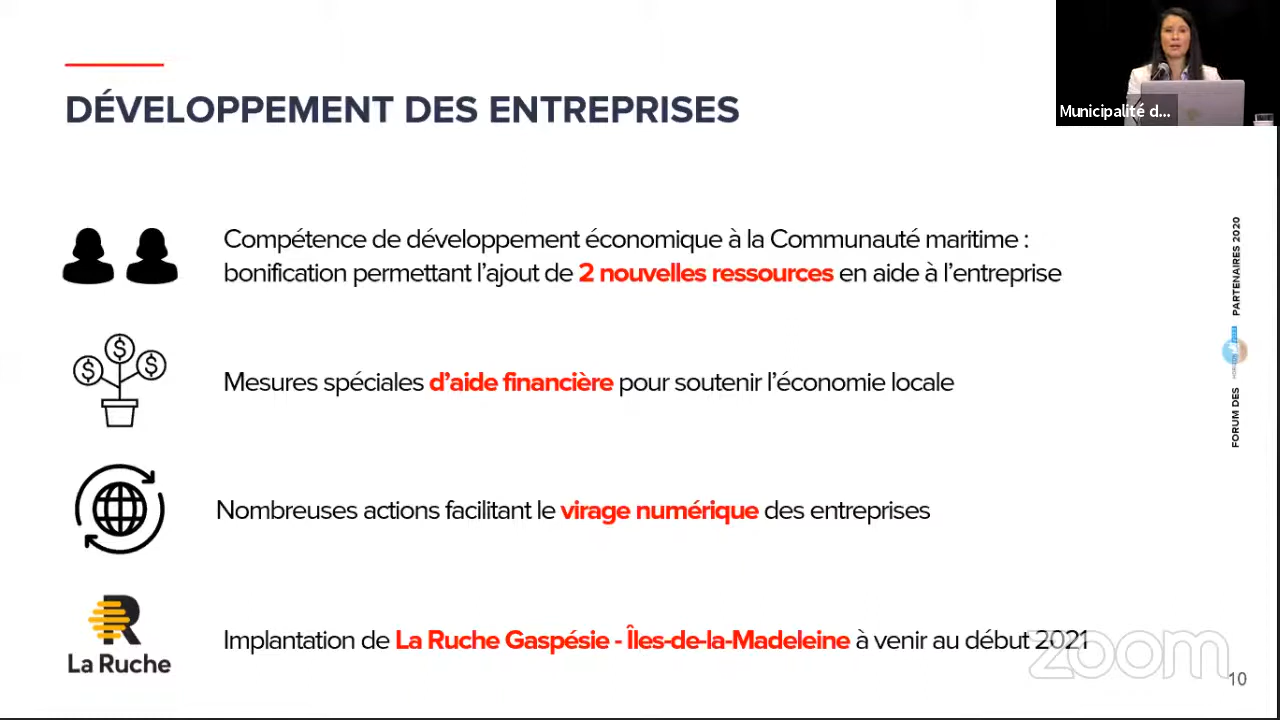 DÉVELOPPEMENT DES ENTREPRISES
Municipalité d...
Compétence de développement économique à la Communauté maritime :
bonification permettant l'ajout de 2 nouvelles ressources en aide à l'entreprise
$ $ $
Mesures spéciales d'aide financière pour soutenir l'économie locale
Nombreuses actions facilitant le virage numérique des entreprises
R
La Ruche
Implantation de La Ruche Gaspésie - Îles-de-la-Madeleine à venir au début 2021
FORUM DES
PARTENAIRES 2020
zoom
10